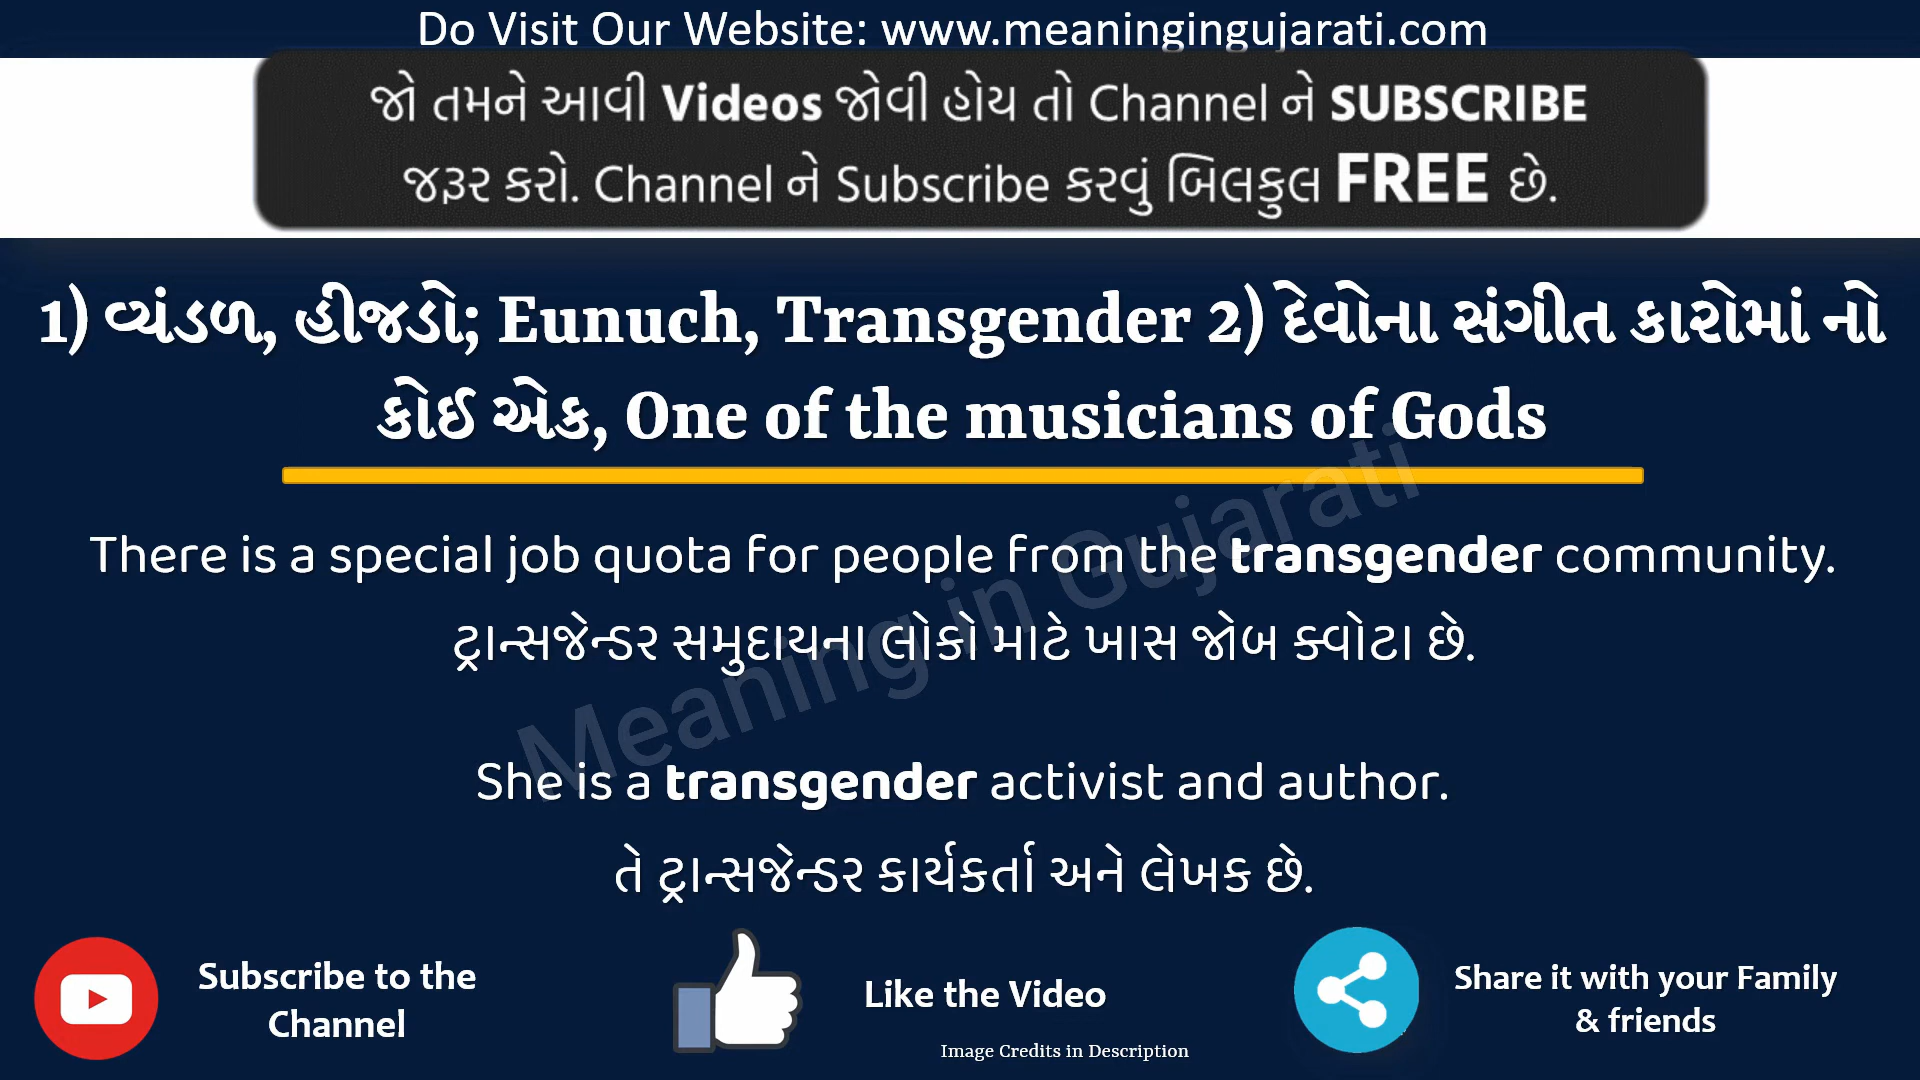 Do Visit Our Website: www.meaningingujarati.com
જો તમને આવી Videos જોવી હોય તો Channel ને SUBSCRIBE
જરૂર કરો. Channel ને Subscribe કરવું બિલકુલ FREE છે.
1) વ્યંડળ, હીજડો; Eunuch, Transgender 2) દેવોના સંગીત કારોમાં નો
કોઈ એક, One of the musicians of Gods
There is a special job quota for people from the transgender community.
ટ્રાન્સજેન્ડર સમુદાયના લોકો માટે ખાસ જોબ ક્વોટા છે.
Meaning in Gujarati
She is a transgender activist and author.
તે ટ્રાન્સજેન્ડર કાર્યકર્તા અને લેખક છે.
Subscribe to the
Channel
Like the Video
Share it with your Family
& friends
Image Credits in Description